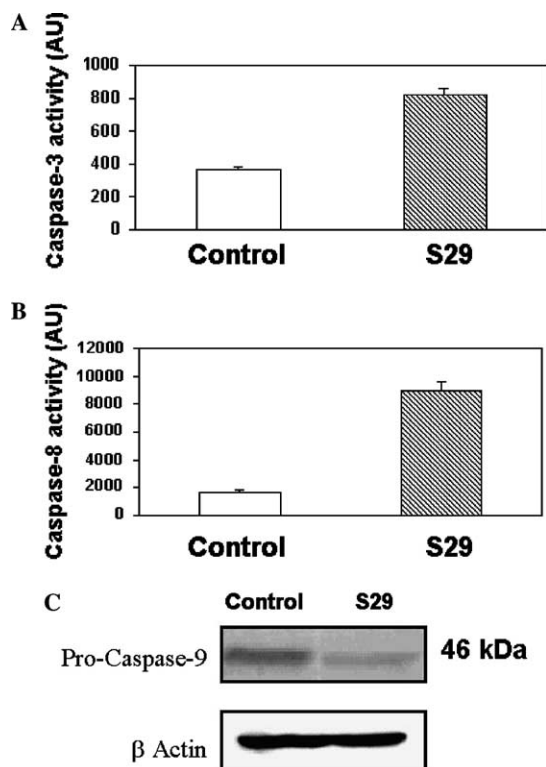 A
Caspase-3 activity (AU)
1000
800
600
400
200
0
Control S29
B
Caspase-8 activity (AU)
12000
10000
8000
6000
4000
2000
0
Control S29
C
Control S29
Pro-Caspase-9 46 kDa
β Actin